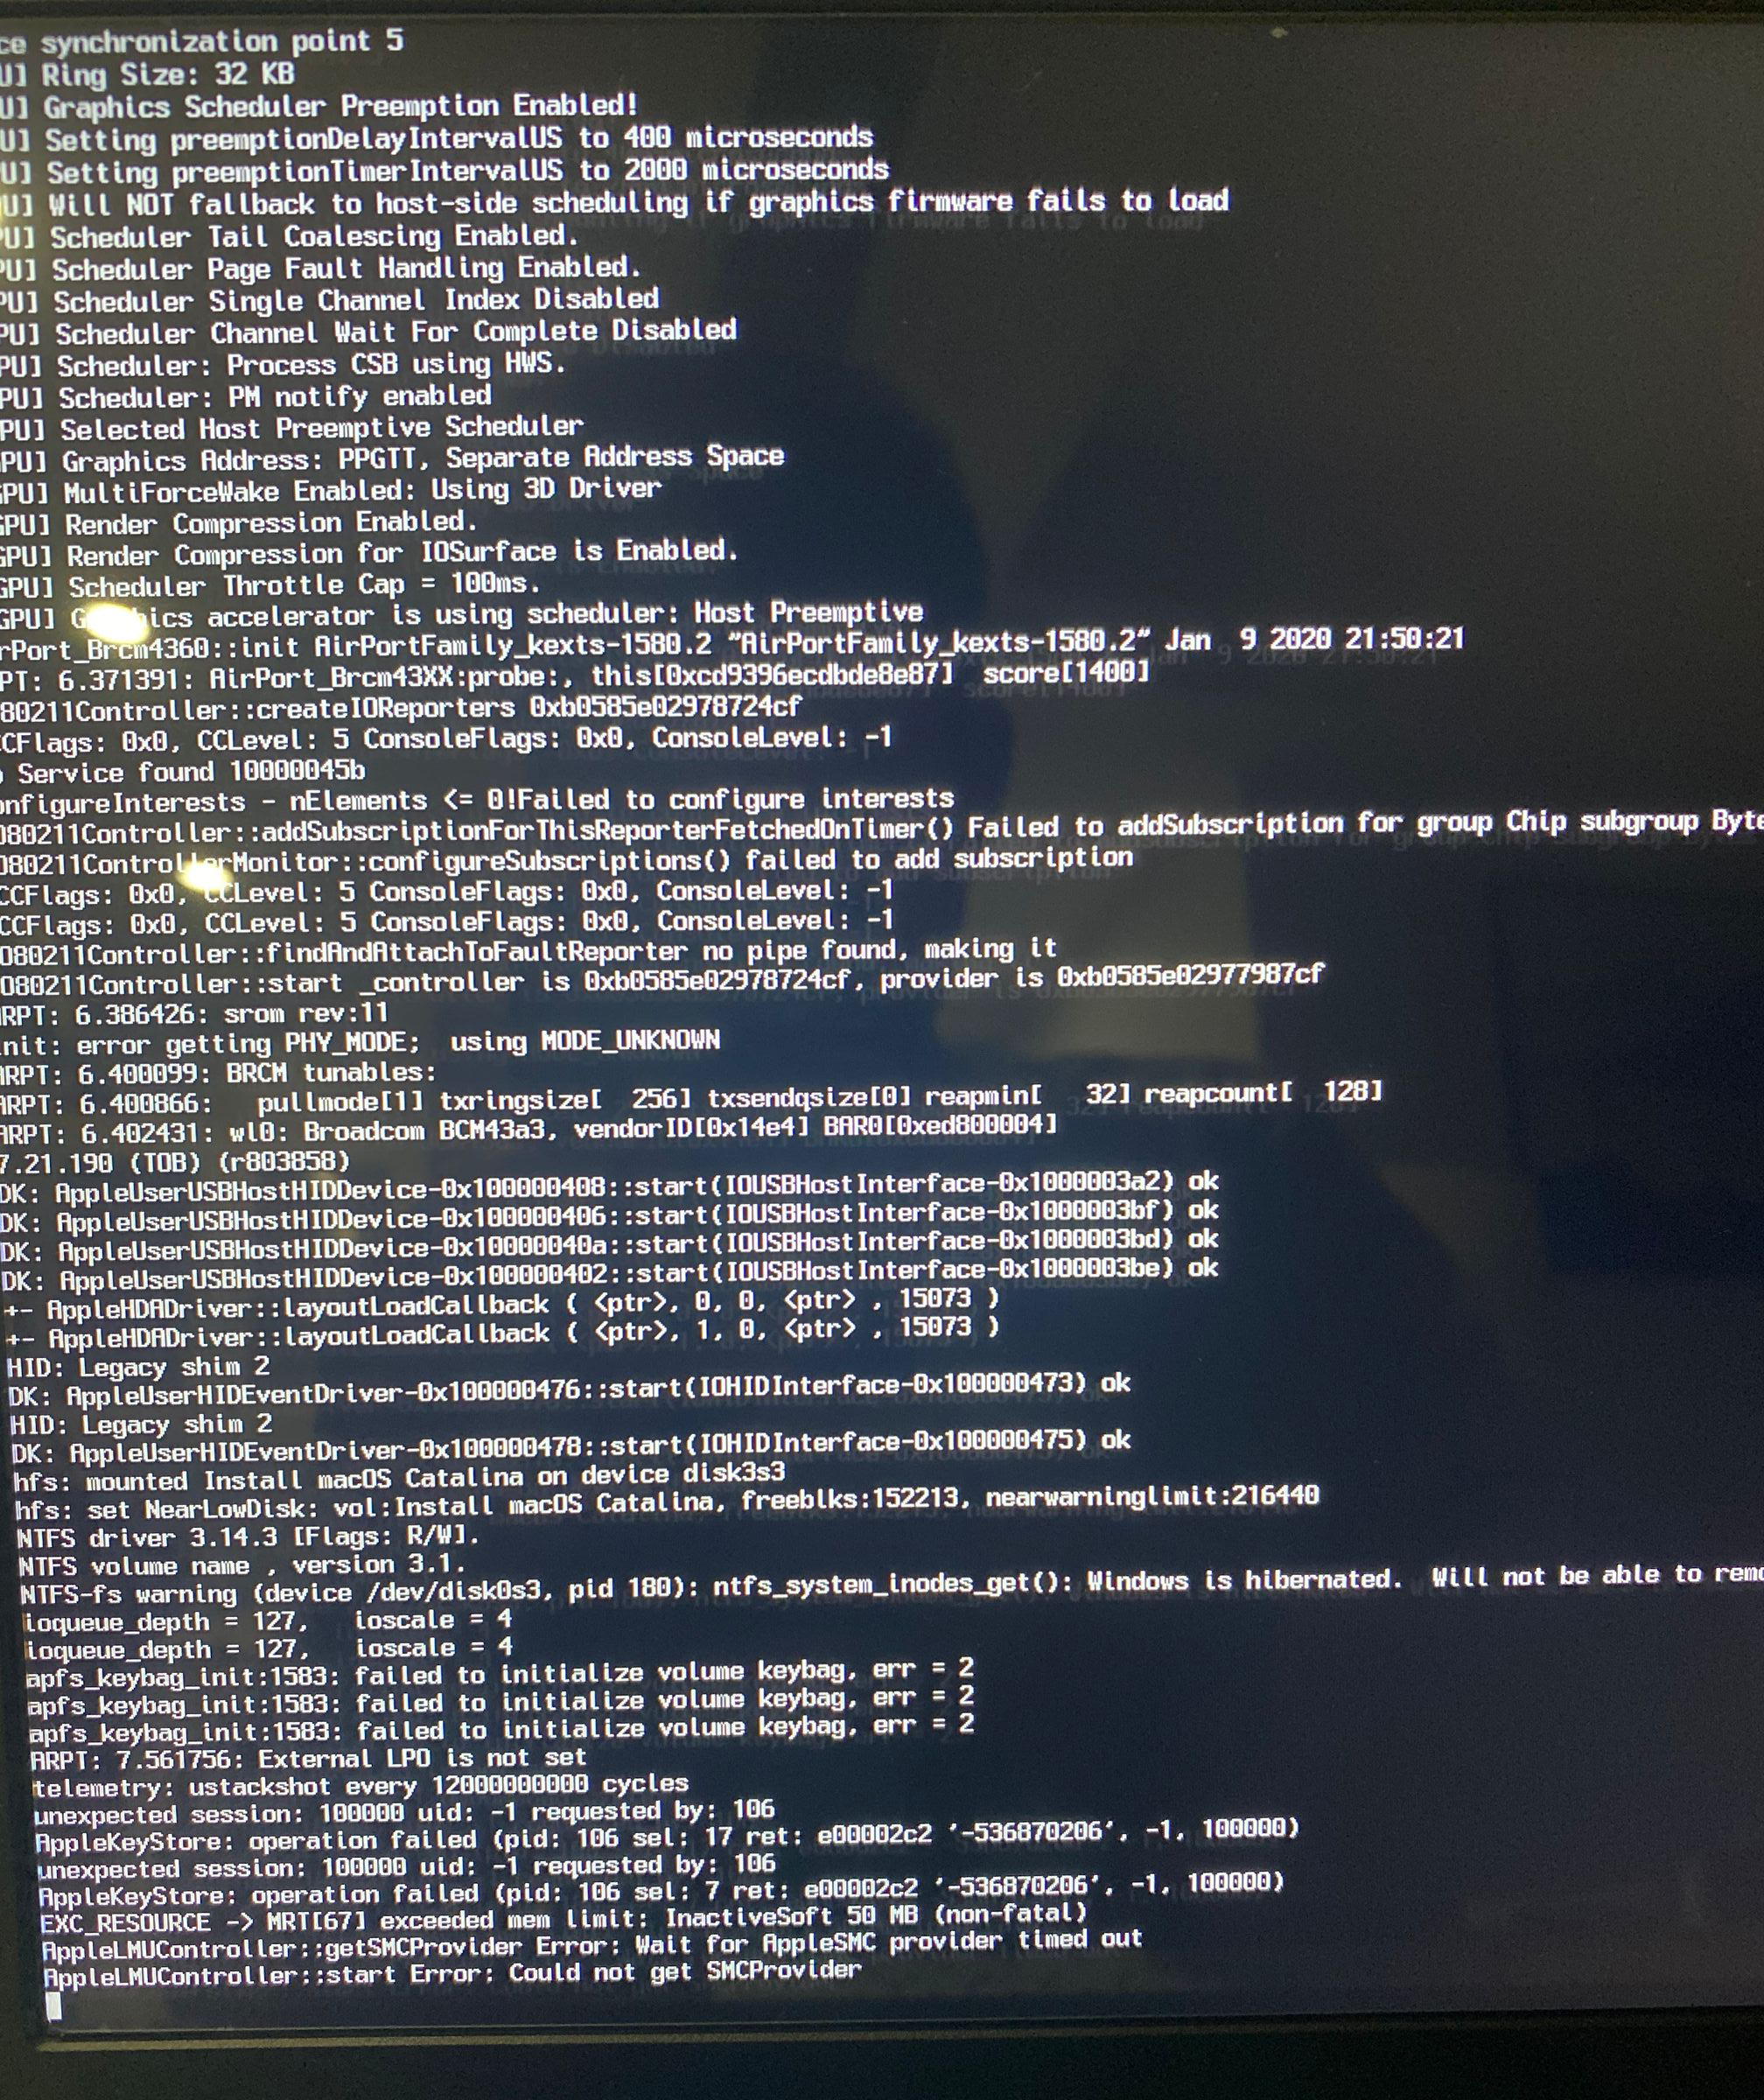 ce synchronization point 5
U] Ring Size: 32 KB
U] Graphics Scheduler Preemption Enabled!
U] Setting preemptionDelayIntervalUS to 400 microseconds
U] Setting preemptionTimerIntervalUS to 2000 microseconds
U] Will NOT fallback to host-side scheduling if graphics firmware fails to load
PU] Scheduler Tail Coalescing Enabled.
PU] Scheduler Page Fault Handling Enabled.
PU] Scheduler Single Channel Index Disabled
PU] Scheduler Channel Wait For Complete Disabled
PU] Scheduler: Process CSB using HWS.
PU] Scheduler: PM notify enabled
PU] Selected Host Preemptive Scheduler
PU] Graphics Address: PPGTT, Separate Address Space
GPU] MultiForceWake Enabled: Using 3D Driver
GPU] Render Compression Enabled.
GPU] Render Compression for IOSurface is Enabled.
GPU] Scheduler Throttle Cap = 100ms.
GPU] Graphics accelerator is using scheduler: Host Preemptive
rPort_Brcm4360::init AirPortFamily_kexts-1580.2 "AirPortFamily_kexts-1580.2" Jan  9 2020 21:50:21
PT: 6.371391: AirPort_Brcm43XX:probe:, this[0xcd9396ecdbde8e87]  score[1400]
80211Controller::createIOReporters 0xb0585e02978724cf
CFlags: 0x0, CCLevel: 5 ConsoleFlags: 0x0, ConsoleLevel: -1
Service found 10000045b
onfigureInterests - nElements <= 0!Failed to configure interests
080211Controller::addSubscriptionForThisReporterFetchedOnTimer() Failed to addSubscription for group Chip subgroup Byte
080211ControllerMonitor::configureSubscriptions() failed to add subscription
CCFlags: 0x0, CCLevel: 5 ConsoleFlags: 0x0, ConsoleLevel: -1
CCFlags: 0x0, CCLevel: 5 ConsoleFlags: 0x0, ConsoleLevel: -1
080211Controller::findAndAttachToFaultReporter no pipe found, making it
080211Controller::start _controller is 0xb0585e02978724cf, provider is 0xb0585e02977987cf
RPT: 6.386426: srom rev:11
nit: error getting PHY_MODE;  using MODE_UNKNOWN
ARPT: 6.400099: BRCM tunables:
ARPT: 6.400866:   pullmode[1] txringsize[  256] txsendqsize[0] reapmin[   32] reapcount[  128]
ARPT: 6.402431: wl0: Broadcom BCM43a3, vendorID[0x14e4] BAR0[0xed800004]
7.21.190 (TOB) (r803858)
DK: AppleUserUSBHostHIDDevice-0x100000408::start(IOUSBHostInterface-0x1000003a2) ok
DK: AppleUserUSBHostHIDDevice-0x100000406::start(IOUSBHostInterface-0x1000003bf) ok
DK: AppleUserUSBHostHIDDevice-0x10000040a::start(IOUSBHostInterface-0x1000003bd) ok
DK: AppleUserUSBHostHIDDevice-0x100000402::start(IOUSBHostInterface-0x1000003be) ok
+- AppleHDADriver::layoutLoadCallback ( <ptr>, 0, 0, <ptr> , 15073 )
+- AppleHDADriver::layoutLoadCallback ( <ptr>, 1, 0, <ptr> , 15073 )
HID: Legacy shim 2
DK: AppleUserHIDEventDriver-0x100000476::start(IOHIDInterface-0x100000473) ok
HID: Legacy shim 2
DK: AppleUserHIDEventDriver-0x100000478::start(IOHIDInterface-0x100000475) ok
hfs: mounted Install macOS Catalina on device disk3s3
hfs: set NearLowDisk: vol:Install macOS Catalina, freeblks:152213, nearwarninglimit:216440
NTFS driver 3.14.3 [Flags: R/W].
NTFS volume name , version 3.1.
NTFS-fs warning (device /dev/disk0s3, pid 180): ntfs_system_inodes_get(): Windows is hibernated.  Will not be able to remo
ioqueue_depth = 127,   ioscale = 4
ioqueue_depth = 127,   ioscale = 4
apfs_keybag_init:1583: failed to initialize volume keybag, err = 2
apfs_keybag_init:1583: failed to initialize volume keybag, err = 2
apfs_keybag_init:1583: failed to initialize volume keybag, err = 2
ARPT: 7.561756: External LPO is not set
telemetry: ustackshot every 12000000000 cycles
unexpected session: 100000 uid: -1 requested by: 106
AppleKeyStore: operation failed (pid: 106 sel: 17 ret: e00002c2 '-536870206', -1, 100000)
unexpected session: 100000 uid: -1 requested by: 106
AppleKeyStore: operation failed (pid: 106 sel: 7 ret: e00002c2 '-536870206', -1, 100000)
EXC_RESOURCE -> MRT[67] exceeded mem limit: InactiveSoft 50 MB (non-fatal)
AppleLMUController::getSMCProvider Error: Wait for AppleSMC provider timed out
AppleLMUController::start Error: Could not get SMCProvider